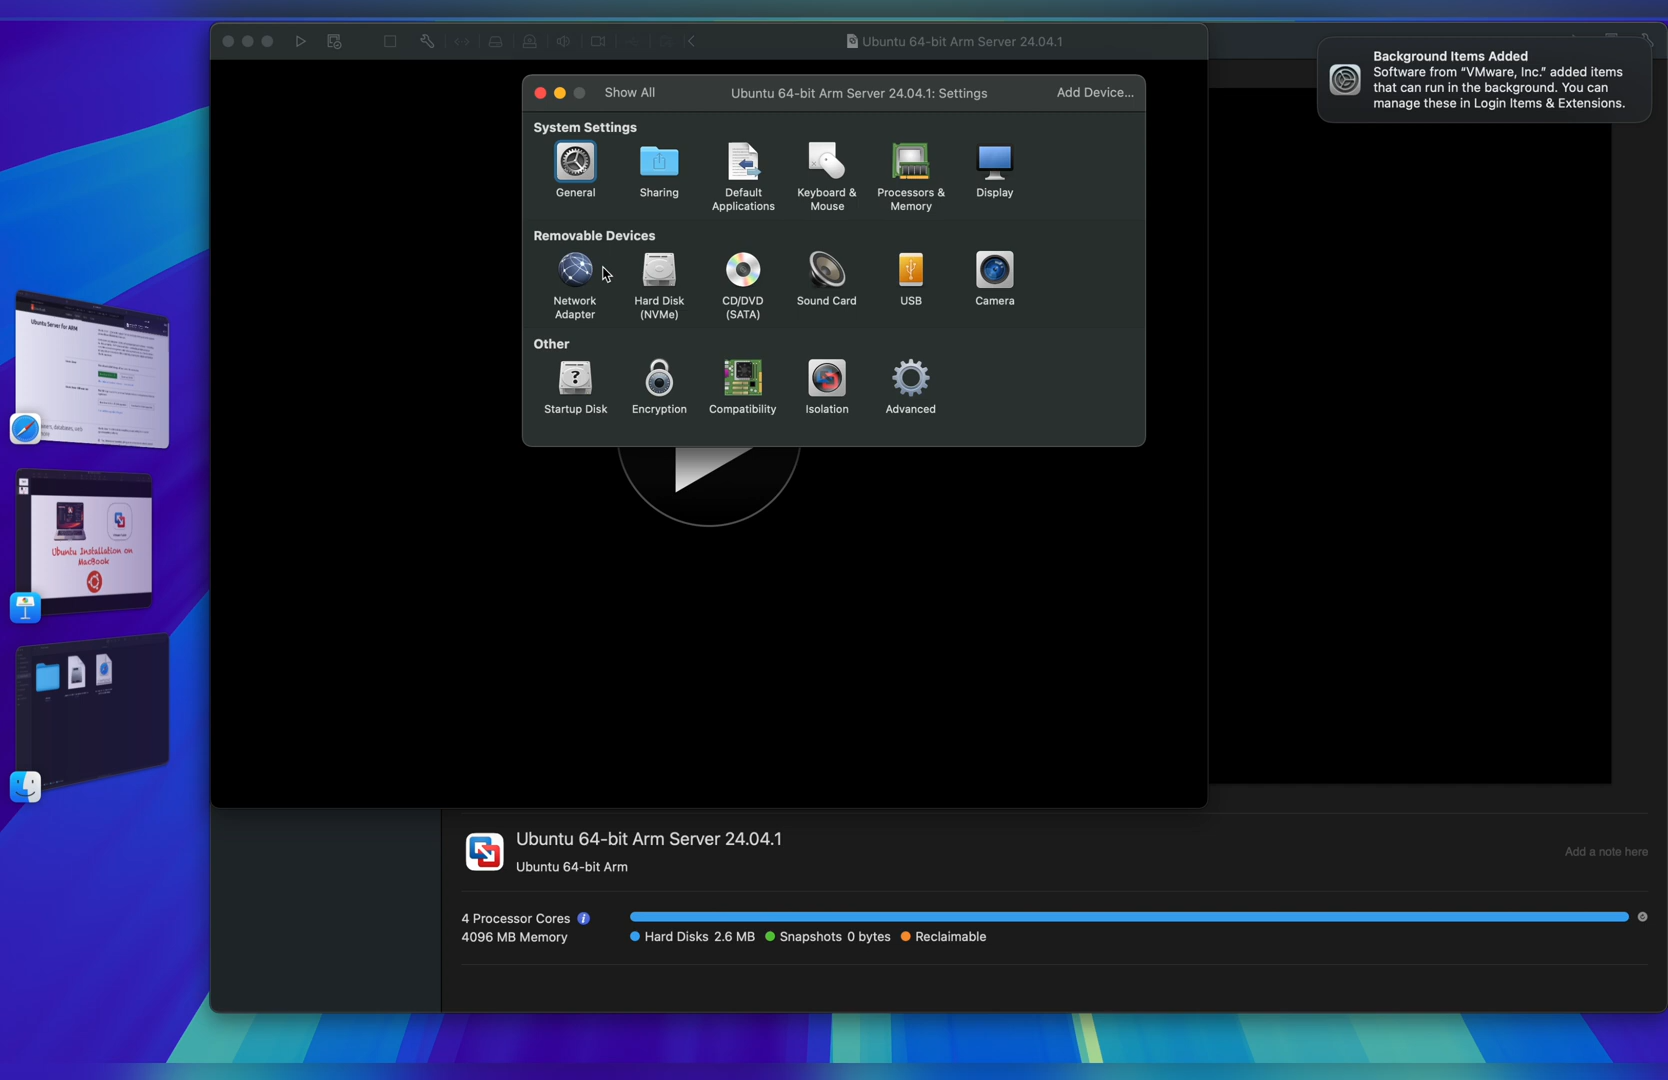 Ubuntu 64-bit Arm Server 24.04.1
Background Items Added
Software from “VMware, Inc.” added items
that can run in the background. You can
manage these in Login Items & Extensions.
Show All
Ubuntu 64-bit Arm Server 24.04.1: Settings
Add Device...
System Settings
General
Sharing
Default
Applications
Keyboard &
Mouse
Processors &
Memory
Display
Removable Devices
Network
Adapter
Hard Disk
(NVMe)
CD/DVD
(SATA)
Sound Card
USB
Camera
Other
Startup Disk
Encryption
Compatibility
Isolation
Advanced
Ubuntu Server for ARM
Ubuntu Installation on
MacBook
Ubuntu 64-bit Arm Server 24.04.1
Ubuntu 64-bit Arm
Add a note here
4 Processor Cores
4096 MB Memory
Hard Disks 2.6 MB
Snapshots 0 bytes
Reclaimable